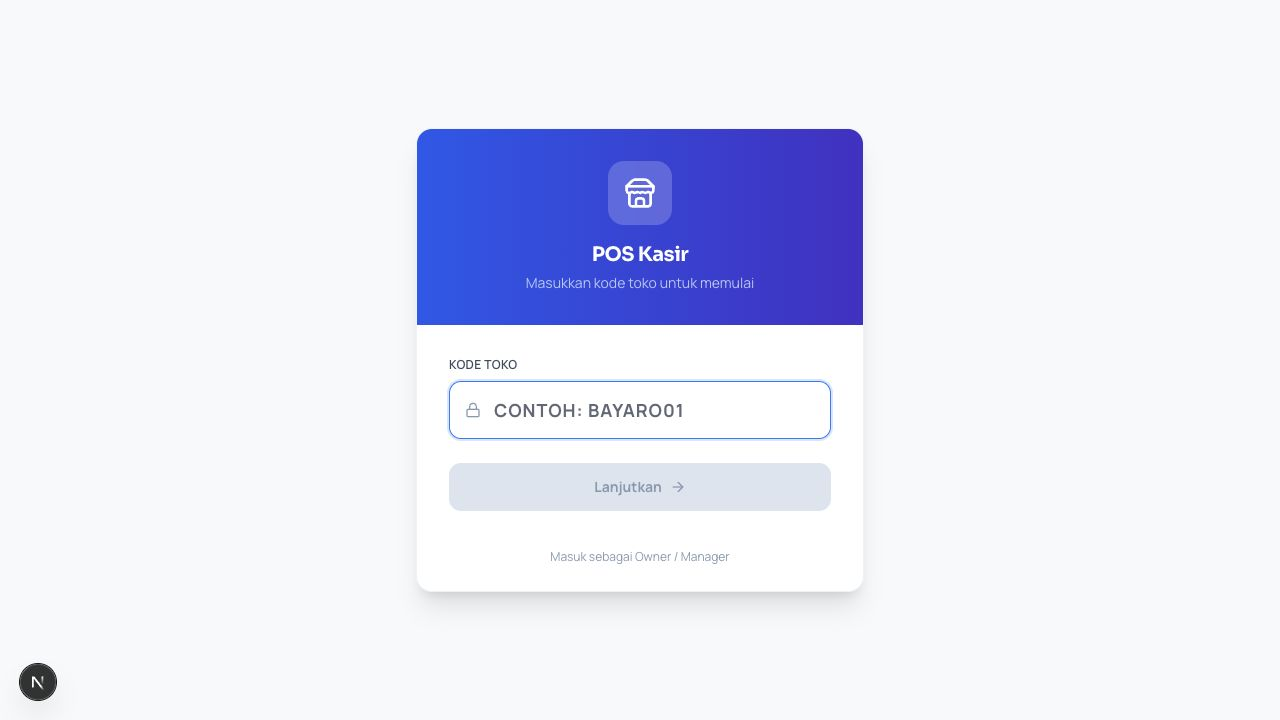 POS Kasir
Masukkan kode toko untuk memulai
KODE TOKO
CONTOH: BAYARO01
Lanjutkan →
Masuk sebagai Owner / Manager
N